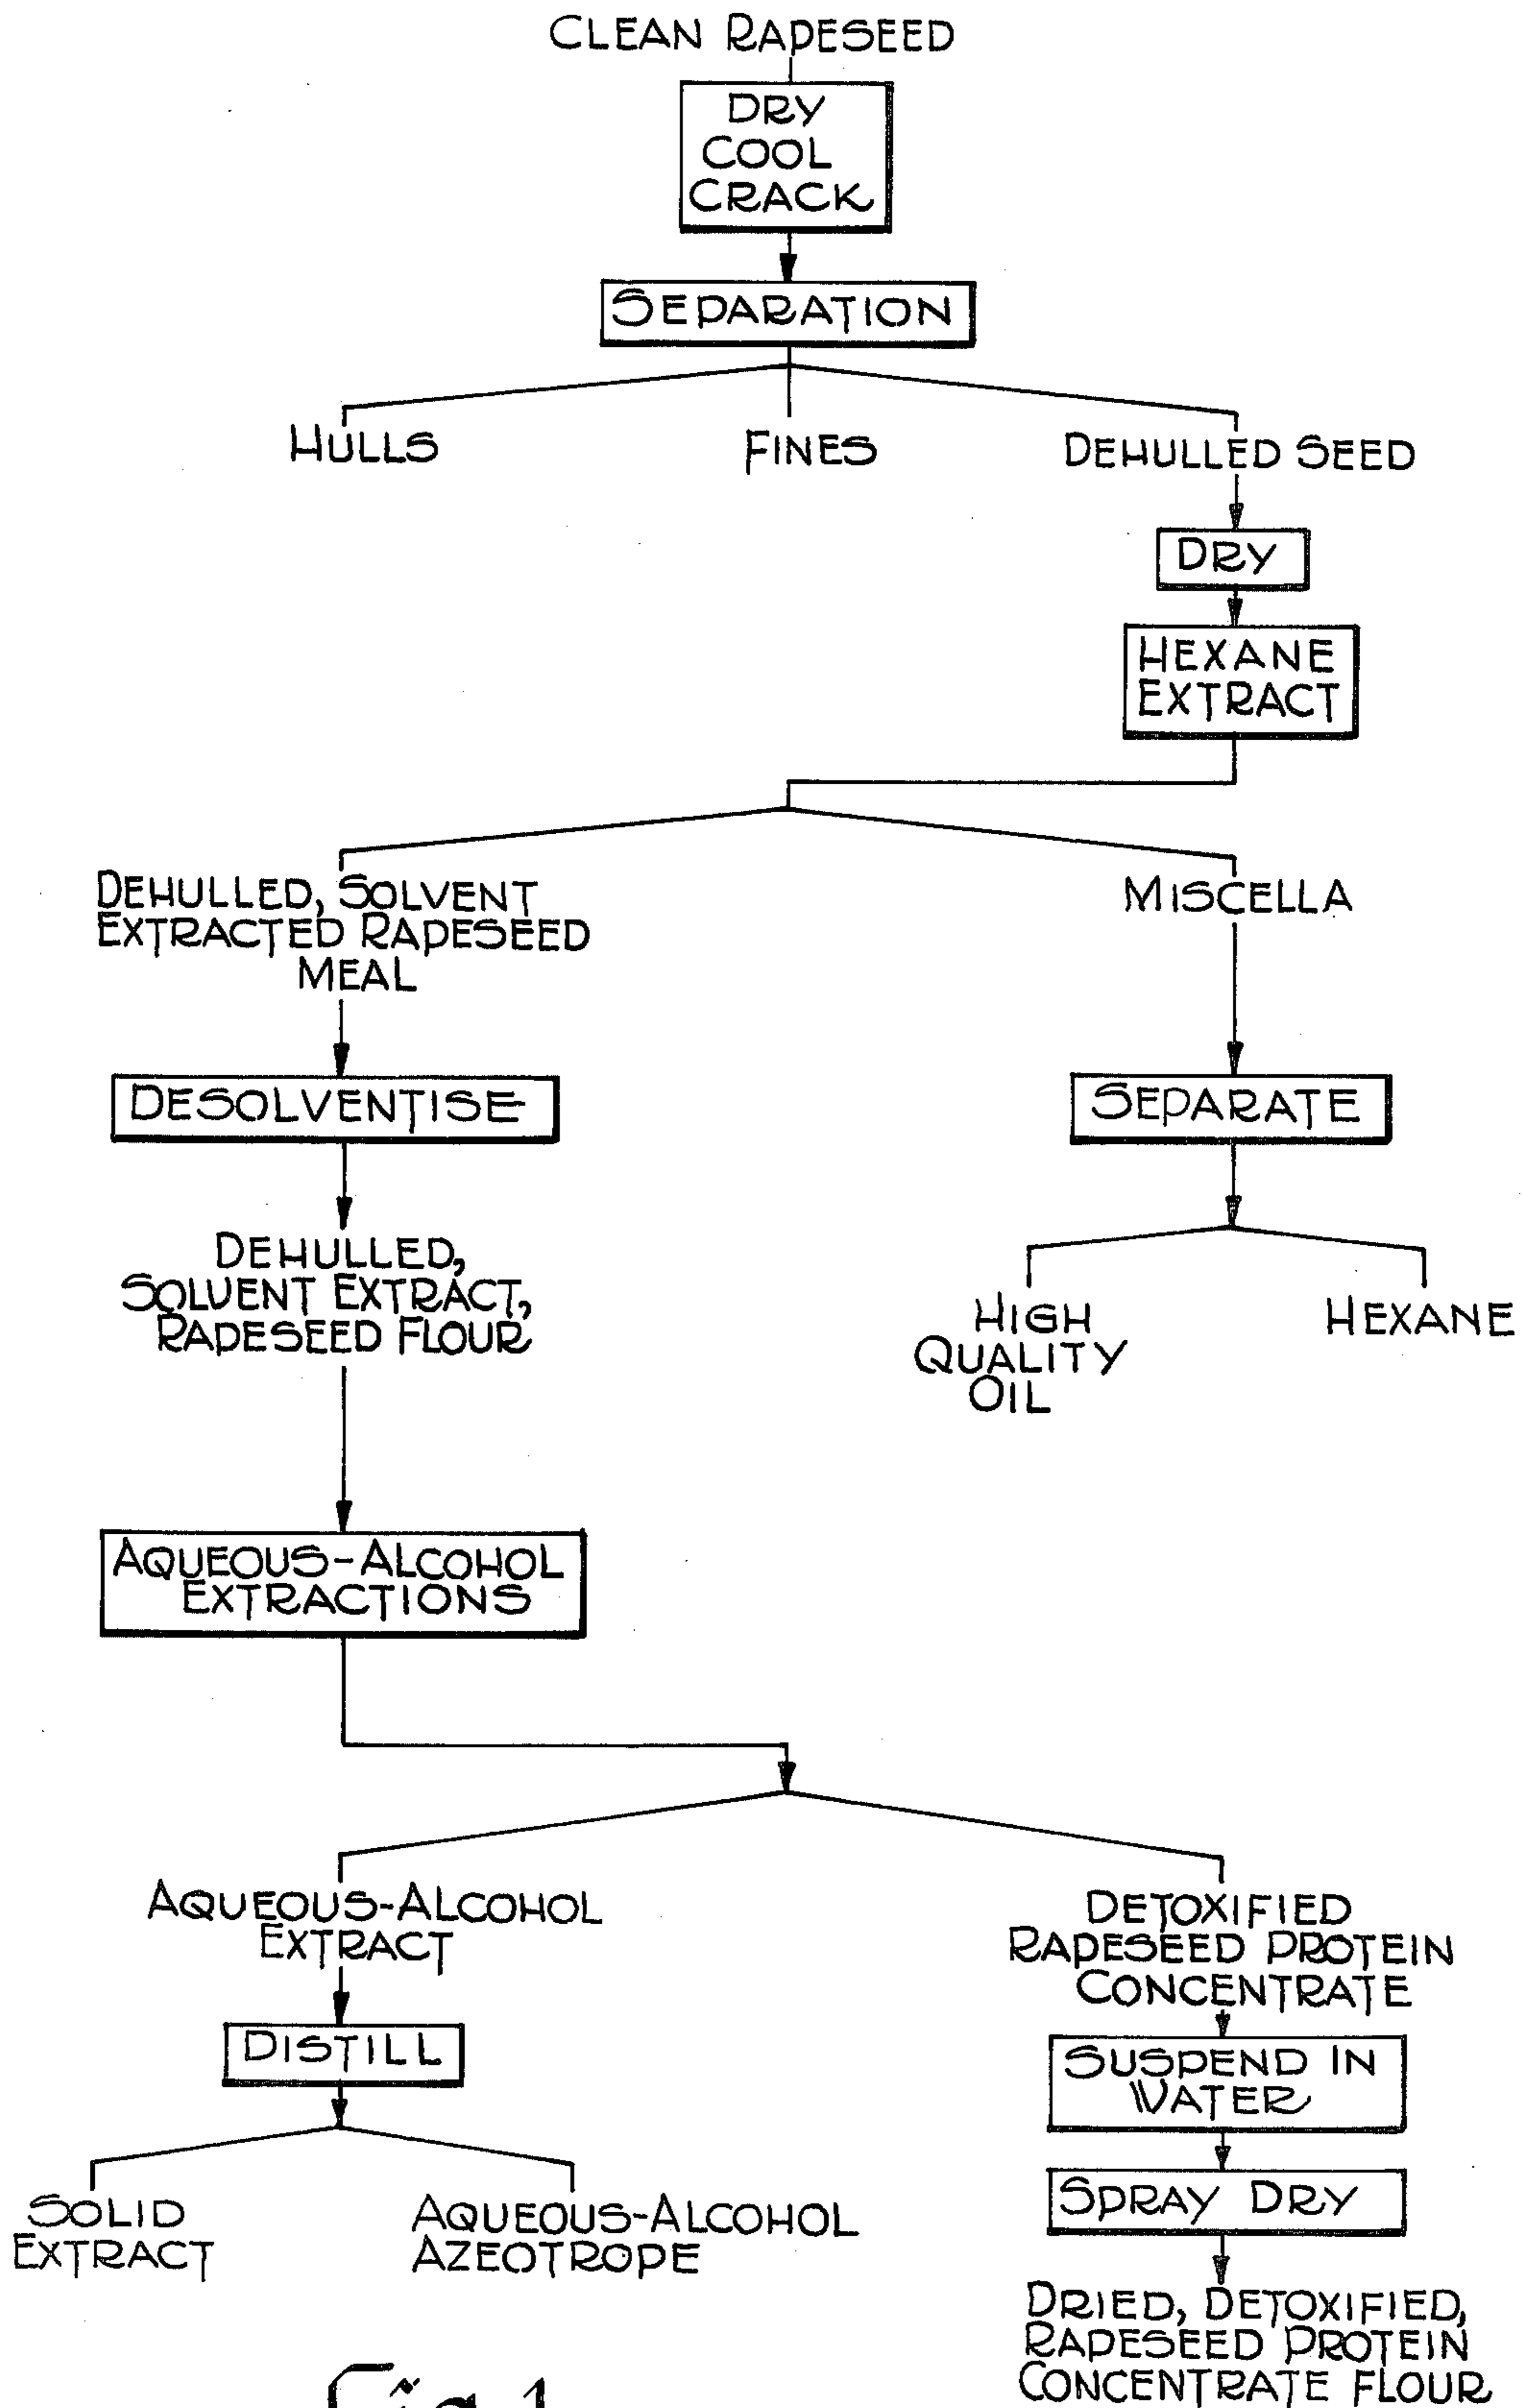 CLEAN RAPESEED
DRY
COOL
CRACK
SEPARATION
HULLS
FINES
DEHULLED SEED
DRY
HEXANE
EXTRACT
DEHULLED, SOLVENT
EXTRACTED RAPESEED
MEAL
MISCELLA
DESOLVENTISE
SEPARATE
DEHULLED,
SOLVENT EXTRACT,
RAPESEED FLOUR
HIGH
QUALITY
OIL
HEXANE
AQUEOUS-ALCOHOL
EXTRACTIONS
AQUEOUS-ALCOHOL
EXTRACT
DETOXIFIED
RAPESEED PROTEIN
CONCENTRATE
DISTILL
SUSPEND IN
WATER
SOLID
EXTRACT
AQUEOUS-ALCOHOL
AZEOTROPE
SPRAY DRY
DRIED, DETOXIFIED,
RAPESEED PROTEIN
CONCENTRATE FLOUR
Fig 1